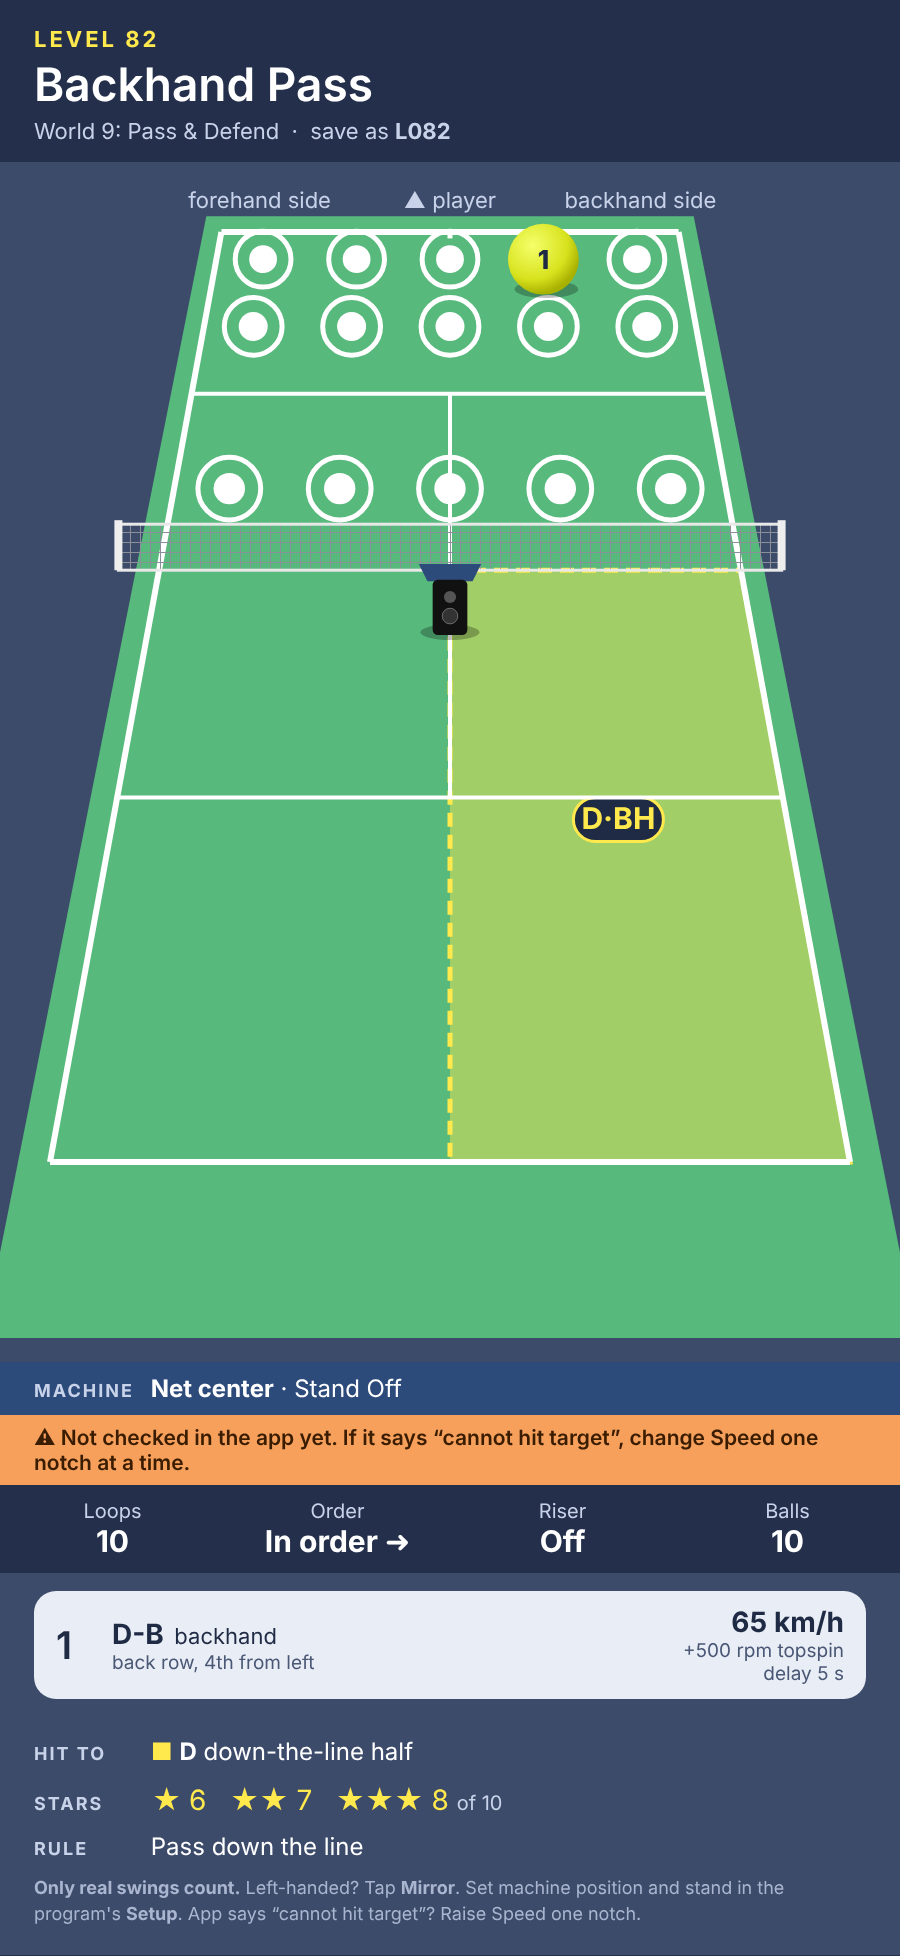 LEVEL 82
Backhand Pass
World 9: Pass & Defend · save as L082
forehand side ▲ player backhand side
1
D·BH
MACHINE Net center · Stand Off
⚠ Not checked in the app yet. If it says “cannot hit target”, change Speed one
notch at a time.
Loops Order Riser Balls
10 In order ➜ Off 10
1 D-B backhand 65 km/h
back row, 4th from left +500 rpm topspin
delay 5 s
HIT TO ■ D down-the-line half
STARS ★ 6 ★★ 7 ★★★ 8 of 10
RULE Pass down the line
Only real swings count. Left-handed? Tap Mirror. Set machine position and stand in the
program's Setup. App says “cannot hit target”? Raise Speed one notch.